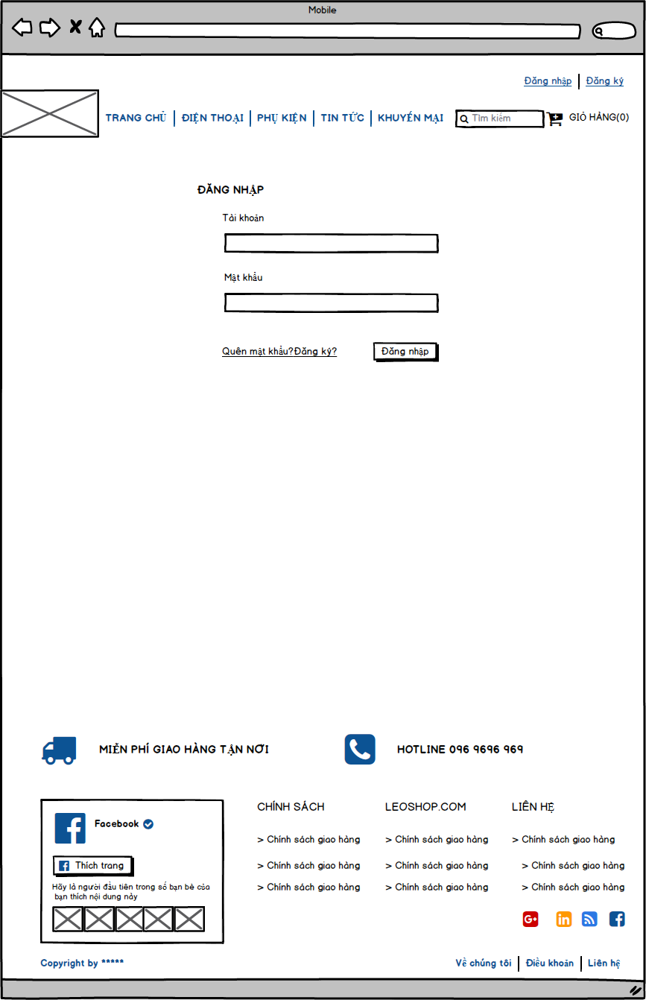 Mobile
Đăng nhập
Đăng ký
TRANG CHỦ
ĐIỆN THOẠI
PHỤ KIỆN
TIN TỨC
KHUYẾN MẠI
Tìm kiếm
GIỎ HÀNG(0)
ĐĂNG NHẬP
Tài khoản
Mật khẩu
Quên mật khẩu?Đăng ký?
Đăng nhập
MIỄN PHÍ GIAO HÀNG TẬN NƠI
HOTLINE 096 9696 969
Facebook
Thích trang
Hãy là người đầu tiên trong số bạn bè của
bạn thích nội dung này
CHÍNH SÁCH
> Chính sách giao hàng
> Chính sách giao hàng
> Chính sách giao hàng
LEOSHOP.COM
> Chính sách giao hàng
> Chính sách giao hàng
> Chính sách giao hàng
LIÊN HỆ
> Chính sách giao hàng
> Chính sách giao hàng
> Chính sách giao hàng
Copyright by *****
Về chúng tôi
Điều khoản
Liên hệ